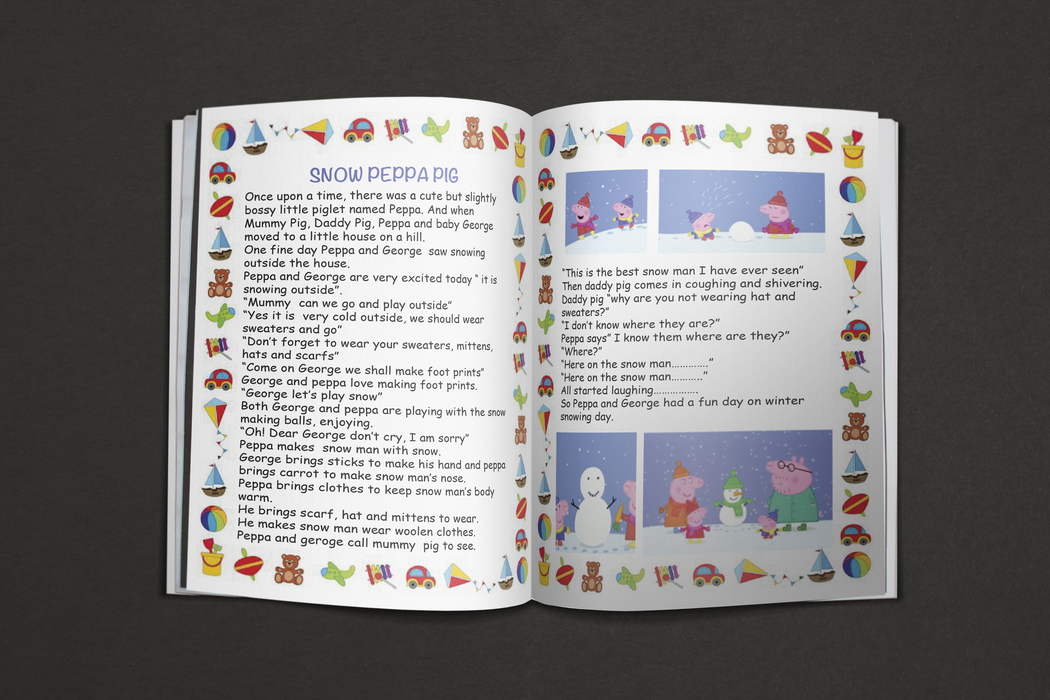 SNOW PEPPA PIG
Once upon a time, there was a cute but slightly
bossy little piglet named Peppa. And when
Mummy Pig, Daddy Pig, Peppa and baby George
moved to a little house on a hill.
One fine day Peppa and George saw snowing
outside the house.
Peppa and George are very excited today “ it is
snowing outside”.
“Mummy can we go and play outside”
“Yes it is very cold outside, we should wear
sweaters and go”
“Don’t forget to wear your sweaters, mittens,
hats and scarfs”
“Come on George we shall make foot prints”
George and peppa love making foot prints.
“George let’s play snow”
Both George and peppa are playing with the snow
making balls, enjoying.
“Oh! Dear George don’t cry, I am sorry”
Peppa makes snow man with snow.
George brings sticks to make his hand and peppa
brings carrot to make snow man’s nose.
Peppa brings clothes to keep snow man’s body
warm.
He brings scarf, hat and mittens to wear.
He makes snow man wear woolen clothes.
Peppa and geroge call mummy pig to see.
“This is the best snow man I have ever seen”
Then daddy pig comes in coughing and shivering.
Daddy pig “why are you not wearing hat and
sweaters?”
“I don’t know where they are?”
Peppa says” I know them where are they?”
“Where?”
“Here on the snow man............”
“Here on the snow man..........”
All started laughing...............
So Peppa and George had a fun day on winter
snowing day.